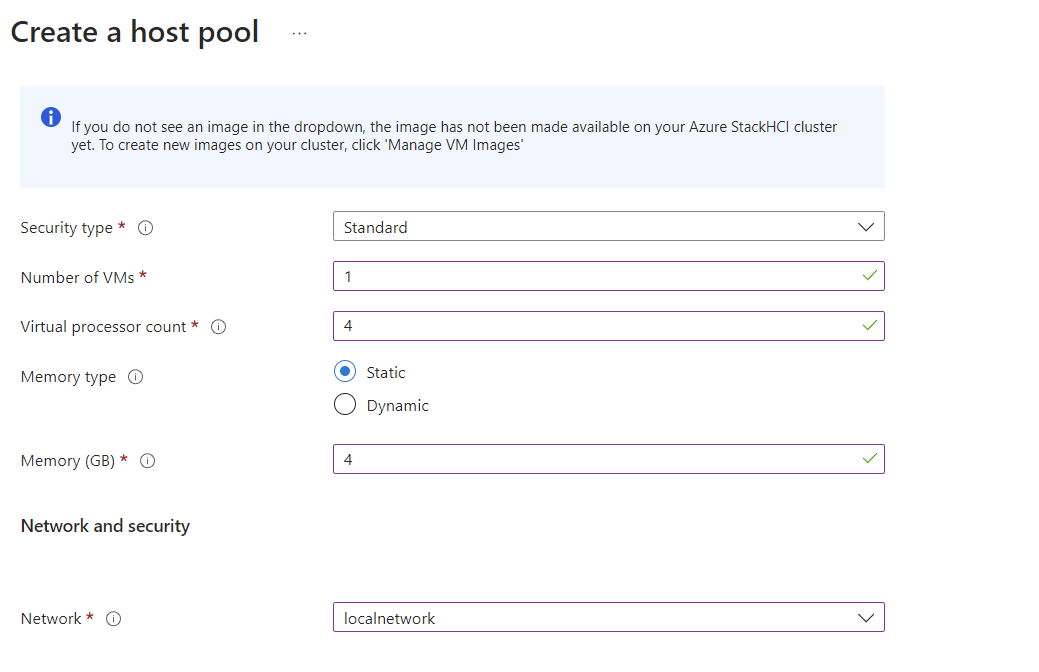 Create a host pool ...
If you do not see an image in the dropdown, the image has not been made available on your Azure StackHCI cluster
yet. To create new images on your cluster, click 'Manage VM Images'
Security type * Standard
Number of VMs * 1
Virtual processor count * 4
Memory type Static
Dynamic
Memory (GB) * 4
Network and security
Network * localnetwork